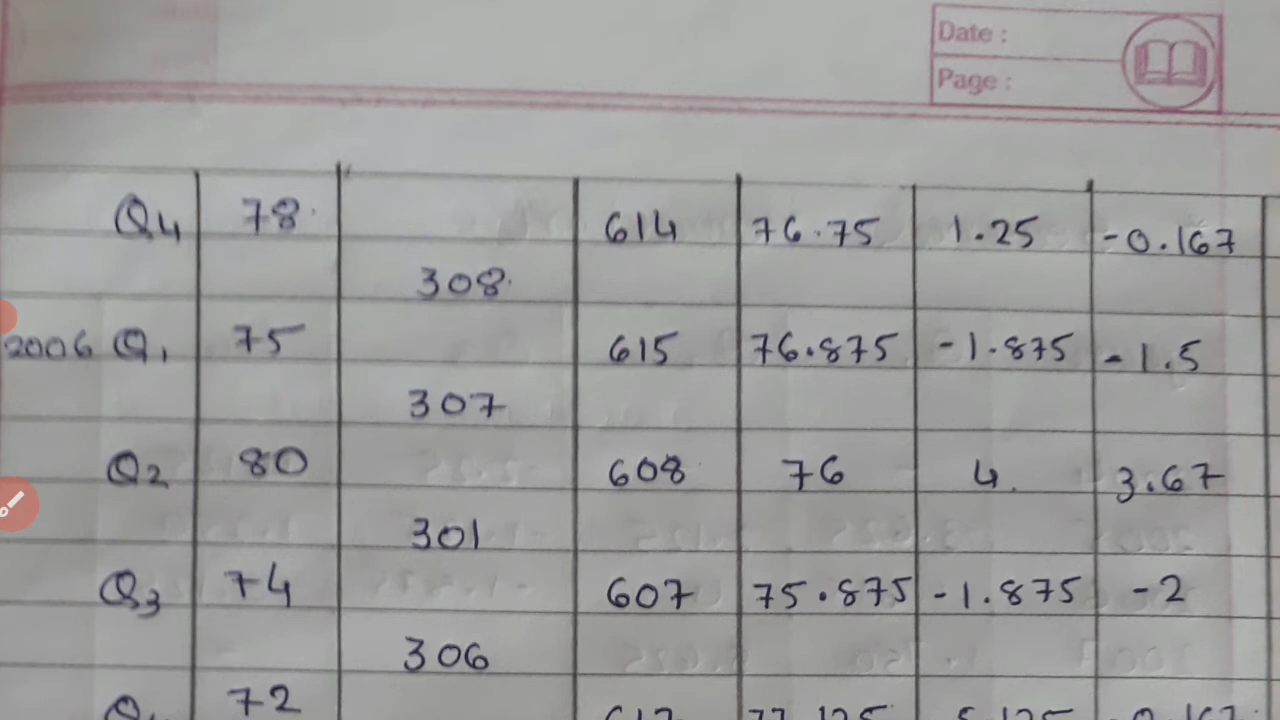 Date :
Page :
Q4 78 614 76.75 1.25 -0.167
308
2006 Q1 75 615 76.875 -1.875 -1.5
307
Q2 80 608 76 4 3.67
301
Q3 74 607 75.875 -1.875 -2
306
72